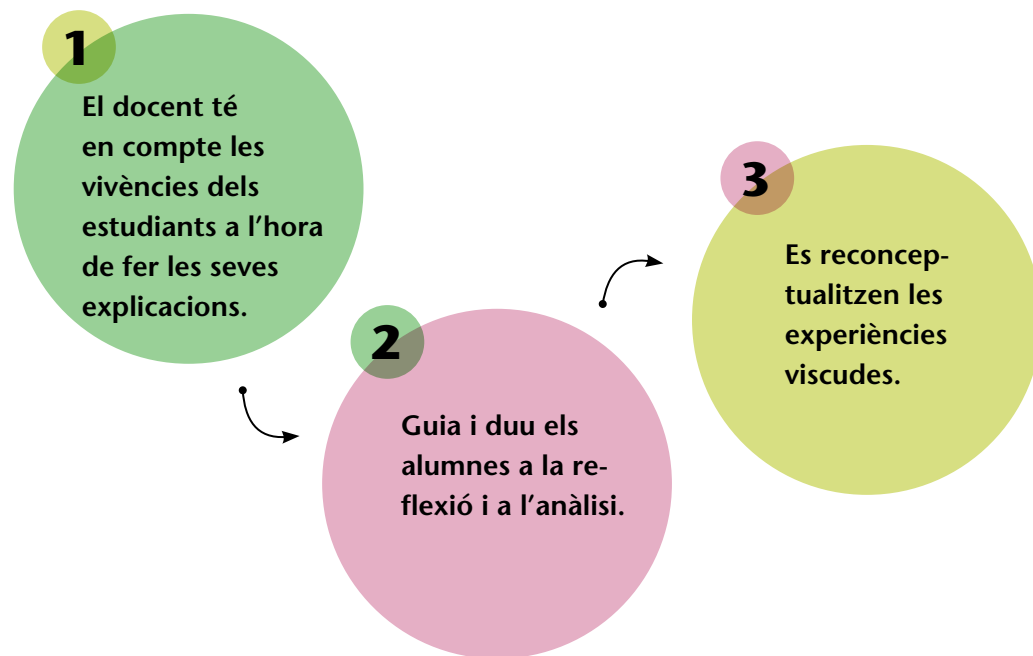 1
El docent té
en compte les
vivències dels
estudiants a l’hora
de fer les seves
explicacions.
2
Guia i duu els
alumnes a la re-
flexió i a l’anàlisi.
3
Es reconcep-
tualitzen les
experiències
viscudes.